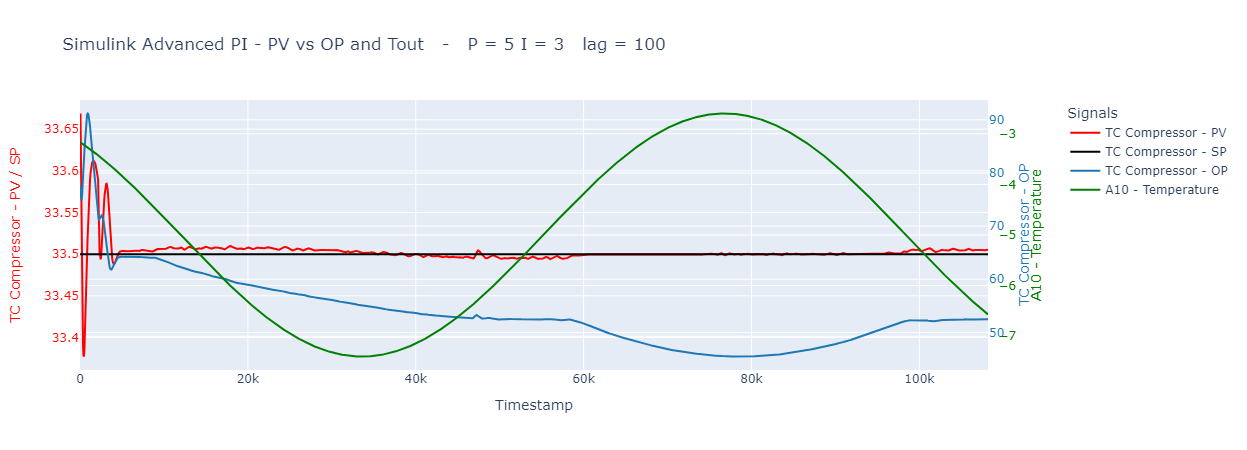 Simulink Advanced PI - PV vs OP and Tout - P = 5 I = 3 lag = 100
Signals
TC Compressor - PV
TC Compressor - SP
TC Compressor - OP
A10 - Temperature
TC Compressor - PV / SP
33.65
33.6
33.55
33.5
33.45
33.4
90
80
70
60
50
−3
−4
−5
−6
−7
TC Compressor - OP
A10 - Temperature
0 20k 40k 60k 80k 100k
Timestamp